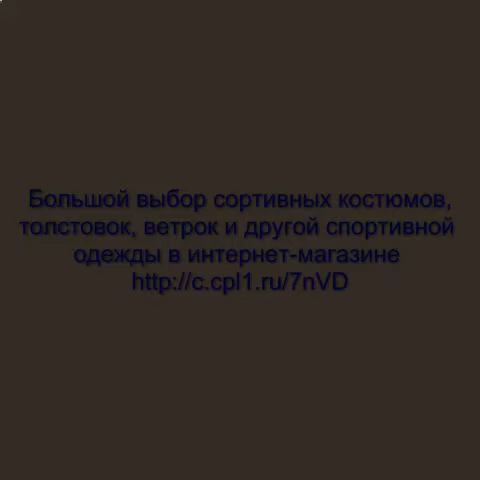 Большой выбор сортивных костюмов,
толстовок, ветрок и другой спортивной
одежды в интернет-магазине
http://c.cpl1.ru/7nVD